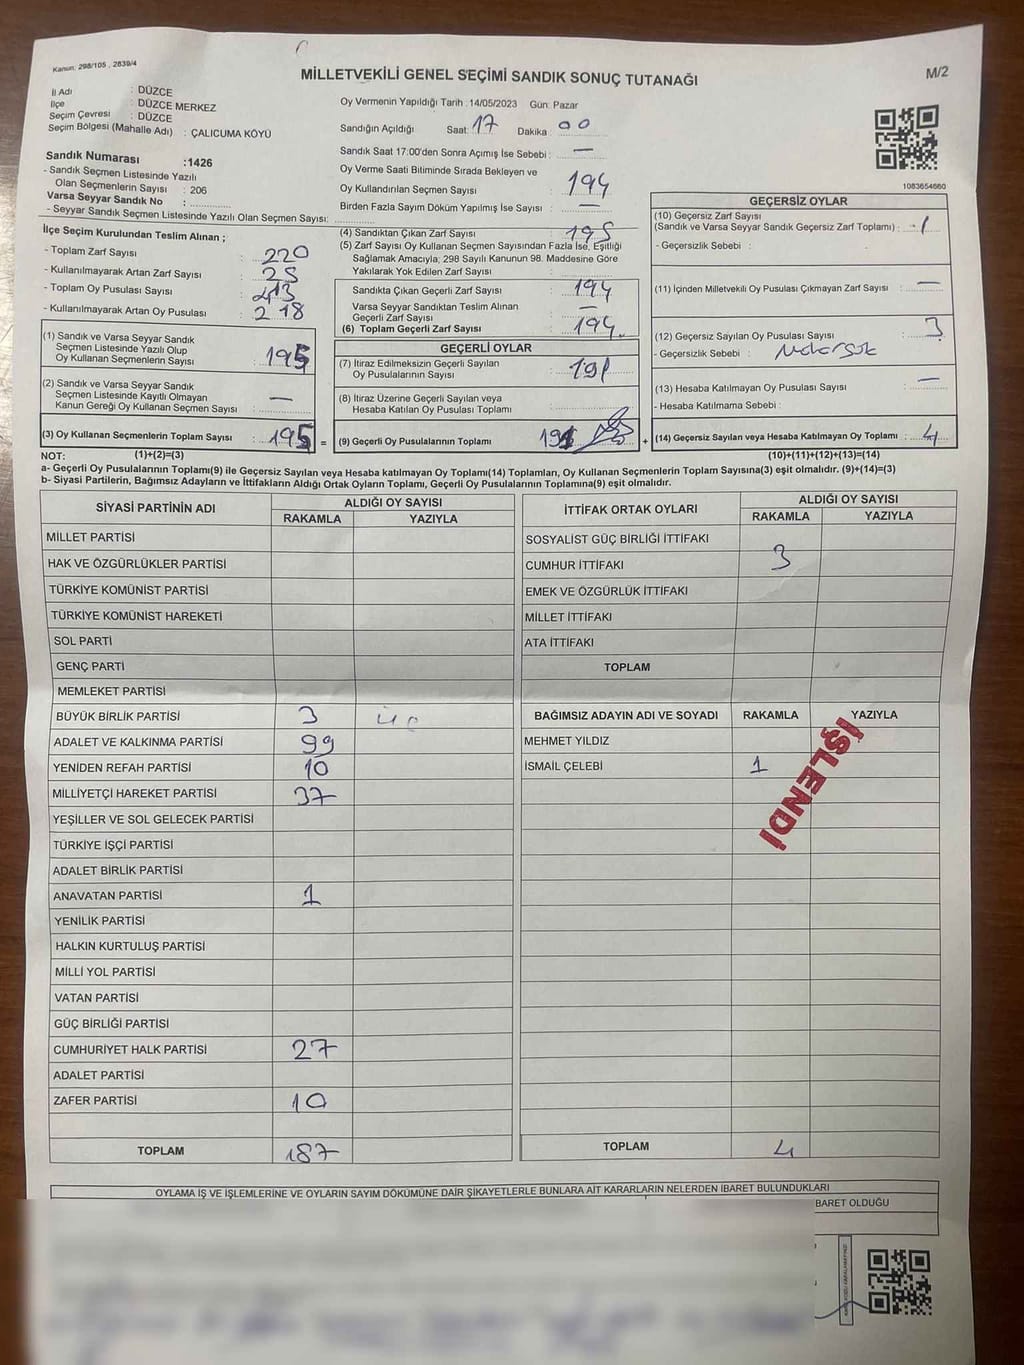 Kanun: 298/105 , 2839/4
MİLLETVEKİLİ GENEL SEÇİMİ SANDIK SONUÇ TUTANAĞI
M/2
İl Adı : DÜZCE
İlçe : DÜZCE MERKEZ
Seçim Çevresi : DÜZCE
Seçim Bölgesi (Mahalle Adı) : ÇALICUMA KÖYÜ
Sandık Numarası :1426
- Sandık Seçmen Listesinde Yazılı
Olan Seçmenlerin Sayısı : 206
Varsa Seyyar Sandık No :
- Seyyar Sandık Seçmen Listesinde Yazılı Olan Seçmen Sayısı:
Oy Vermenin Yapıldığı Tarih :14/05/2023 Gün: Pazar
Sandığın Açıldığı Saat: 17 Dakika 00
Sandık Saat 17:00'den Sonra Açımış İse Sebebi : —
Oy Verme Saati Bitiminde Sırada Bekleyen ve
Oy Kullandırılan Seçmen Sayısı : 194
Birden Fazla Sayım Döküm Yapılmış İse Sayısı : —
1083654660
İlçe Seçim Kurulundan Teslim Alınan ;
- Toplam Zarf Sayısı : 220
- Kullanılmayarak Artan Zarf Sayısı : 25
- Toplam Oy Pusulası Sayısı : 413
- Kullanılmayarak Artan Oy Pusulası : 218
(1) Sandık ve Varsa Seyyar Sandık
Seçmen Listesinde Yazılı Olup
Oy Kullanan Seçmenlerin Sayısı : 195
(2) Sandık ve Varsa Seyyar Sandık
Seçmen Listesinde Kayıtlı Olmayan
Kanun Gereği Oy Kullanan Seçmen Sayısı : —
(3) Oy Kullanan Seçmenlerin Toplam Sayısı : 195 =
(1)+(2)=(3)
(4) Sandıktan Çıkan Zarf Sayısı : 195
(5) Zarf Sayısı Oy Kullanan Seçmen Sayısından Fazla İse, Eşitliği
Sağlamak Amacıyla; 298 Sayılı Kanunun 98. Maddesine Göre
Yakılarak Yok Edilen Zarf Sayısı :
Sandıkta Çıkan Geçerli Zarf Sayısı : 194
Varsa Seyyar Sandıktan Teslim Alınan
Geçerli Zarf Sayısı : —
(6) Toplam Geçerli Zarf Sayısı : 194
GEÇERLİ OYLAR
(7) İtiraz Edilmeksizin Geçerli Sayılan
Oy Pusulalarının Sayısı : 191
(8) İtiraz Üzerine Geçerli Sayılan veya
Hesaba Katılan Oy Pusulası Toplamı :
(9) Geçerli Oy Pusulalarının Toplamı 191 +
GEÇERSİZ OYLAR
(10) Geçersiz Zarf Sayısı
(Sandık ve Varsa Seyyar Sandık Geçersiz Zarf Toplamı) : 1
- Geçersizlik Sebebi :
(11) İçinden Milletvekili Oy Pusulası Çıkmayan Zarf Sayısı : —
(12) Geçersiz Sayılan Oy Pusulası Sayısı : 3
- Geçersizlik Sebebi : Mühürsüz
(13) Hesaba Katılmayan Oy Pusulası Sayısı : —
- Hesaba Katılmama Sebebi :
(14) Geçersiz Sayılan veya Hesaba Katılmayan Oy Toplamı : 4
(10)+(11)+(12)+(13)=(14)
NOT:
a- Geçerli Oy Pusulalarının Toplamı(9) ile Geçersiz Sayılan veya Hesaba katılmayan Oy Toplamı(14) Toplamları, Oy Kullanan Seçmenlerin Toplam Sayısına(3) eşit olmalıdır. (9)+(14)=(3)
b- Siyasi Partilerin, Bağımsız Adayların ve İttifakların Aldığı Ortak Oyların Toplamı, Geçerli Oy Pusulalarının Toplamına(9) eşit olmalıdır.
SİYASİ PARTİNİN ADI ALDIĞI OY SAYISI
RAKAMLA YAZIYLA
MİLLET PARTİSİ
HAK VE ÖZGÜRLÜKLER PARTİSİ
TÜRKİYE KOMÜNİST PARTİSİ
TÜRKİYE KOMÜNİST HAREKETİ
SOL PARTİ
GENÇ PARTİ
MEMLEKET PARTİSİ
BÜYÜK BİRLİK PARTİSİ 3 üç
ADALET VE KALKINMA PARTİSİ 99
YENİDEN REFAH PARTİSİ 10
MİLLİYETÇİ HAREKET PARTİSİ 37
YEŞİLLER VE SOL GELECEK PARTİSİ
TÜRKİYE İŞÇİ PARTİSİ
ADALET BİRLİK PARTİSİ
ANAVATAN PARTİSİ 1
YENİLİK PARTİSİ
HALKIN KURTULUŞ PARTİSİ
MİLLİ YOL PARTİSİ
VATAN PARTİSİ
GÜÇ BİRLİĞİ PARTİSİ
CUMHURİYET HALK PARTİSİ 27
ADALET PARTİSİ
ZAFER PARTİSİ 10
TOPLAM 187
İTTİFAK ORTAK OYLARI ALDIĞI OY SAYISI
RAKAMLA YAZIYLA
SOSYALİST GÜÇ BİRLİĞİ İTTİFAKI
CUMHUR İTTİFAKI 3
EMEK VE ÖZGÜRLÜK İTTİFAKI
MİLLET İTTİFAKI
ATA İTTİFAKI
TOPLAM
BAĞIMSIZ ADAYIN ADI VE SOYADI RAKAMLA YAZIYLA
MEHMET YILDIZ
İSMAİL ÇELEBİ 1
İŞLENDİ
TOPLAM 4
OYLAMA İŞ VE İŞLEMLERİNE VE OYLARIN SAYIM DÖKÜMÜNE DAİR ŞİKAYETLERLE BUNLARA AİT KARARLARIN NELERDEN İBARET BULUNDUKLARI
BARET OLDUĞU